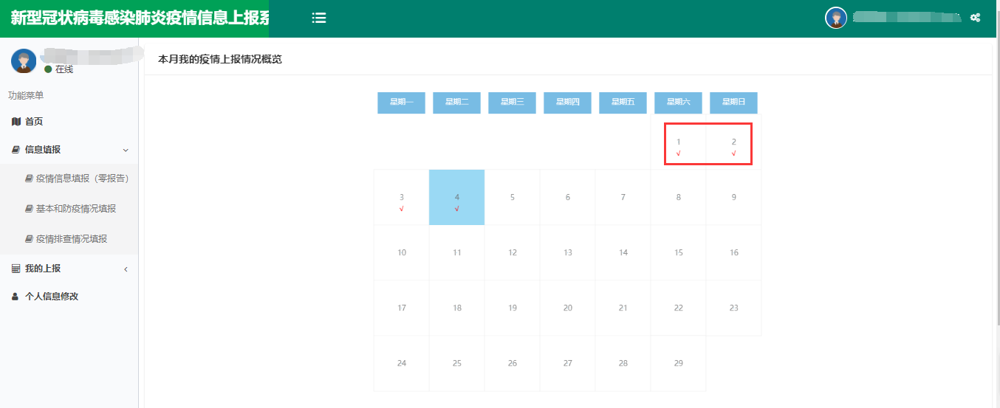 新型冠状病毒感染肺炎疫情信息上报系
在线
功能菜单
首页
信息填报
疫情信息填报（零报告）
基本和防疫情况填报
疫情排查情况填报
我的上报
个人信息修改
本月我的疫情上报情况概览
星期一 星期二 星期三 星期四 星期五 星期六 星期日
1 2
√ √
3 4 5 6 7 8 9
√ √
10 11 12 13 14 15 16
17 18 19 20 21 22 23
24 25 26 27 28 29